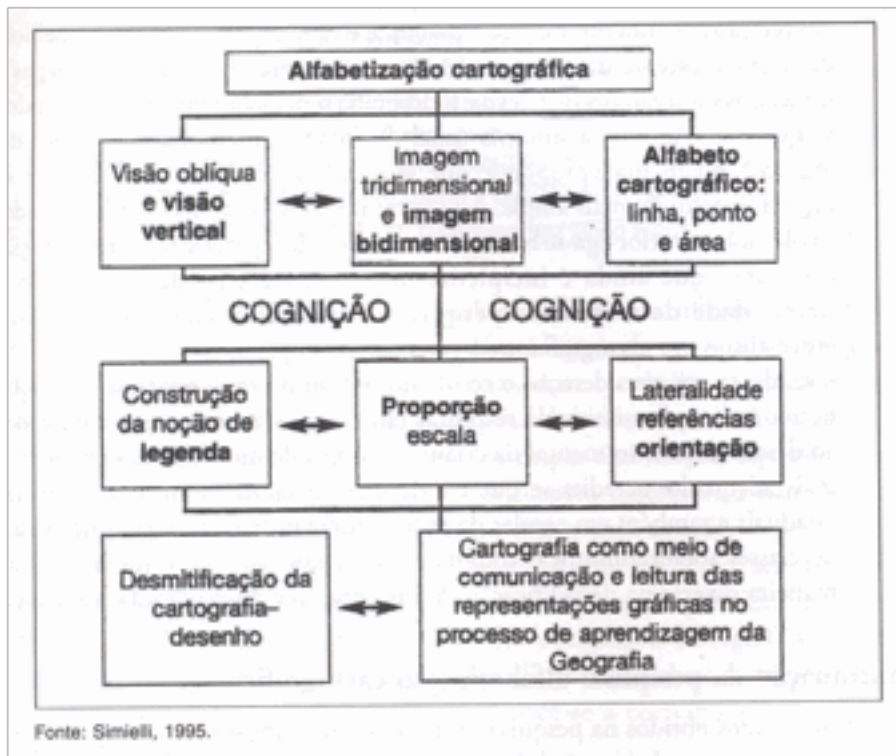 Alfabetização cartográfica
Visão oblíqua
e visão
vertical
Imagem
tridimensional
e imagem
bidimensional
Alfabeto
cartográfico:
linha, ponto
e área
COGNIÇÃO
COGNIÇÃO
Construção
da noção de
legenda
Proporção
escala
Lateralidade
referências
orientação
Desmitificação da
cartografia–
desenho
Cartografia como meio de
comunicação e leitura das
representações gráficas no
processo de aprendizagem da
Geografia
Fonte: Simielli, 1995.